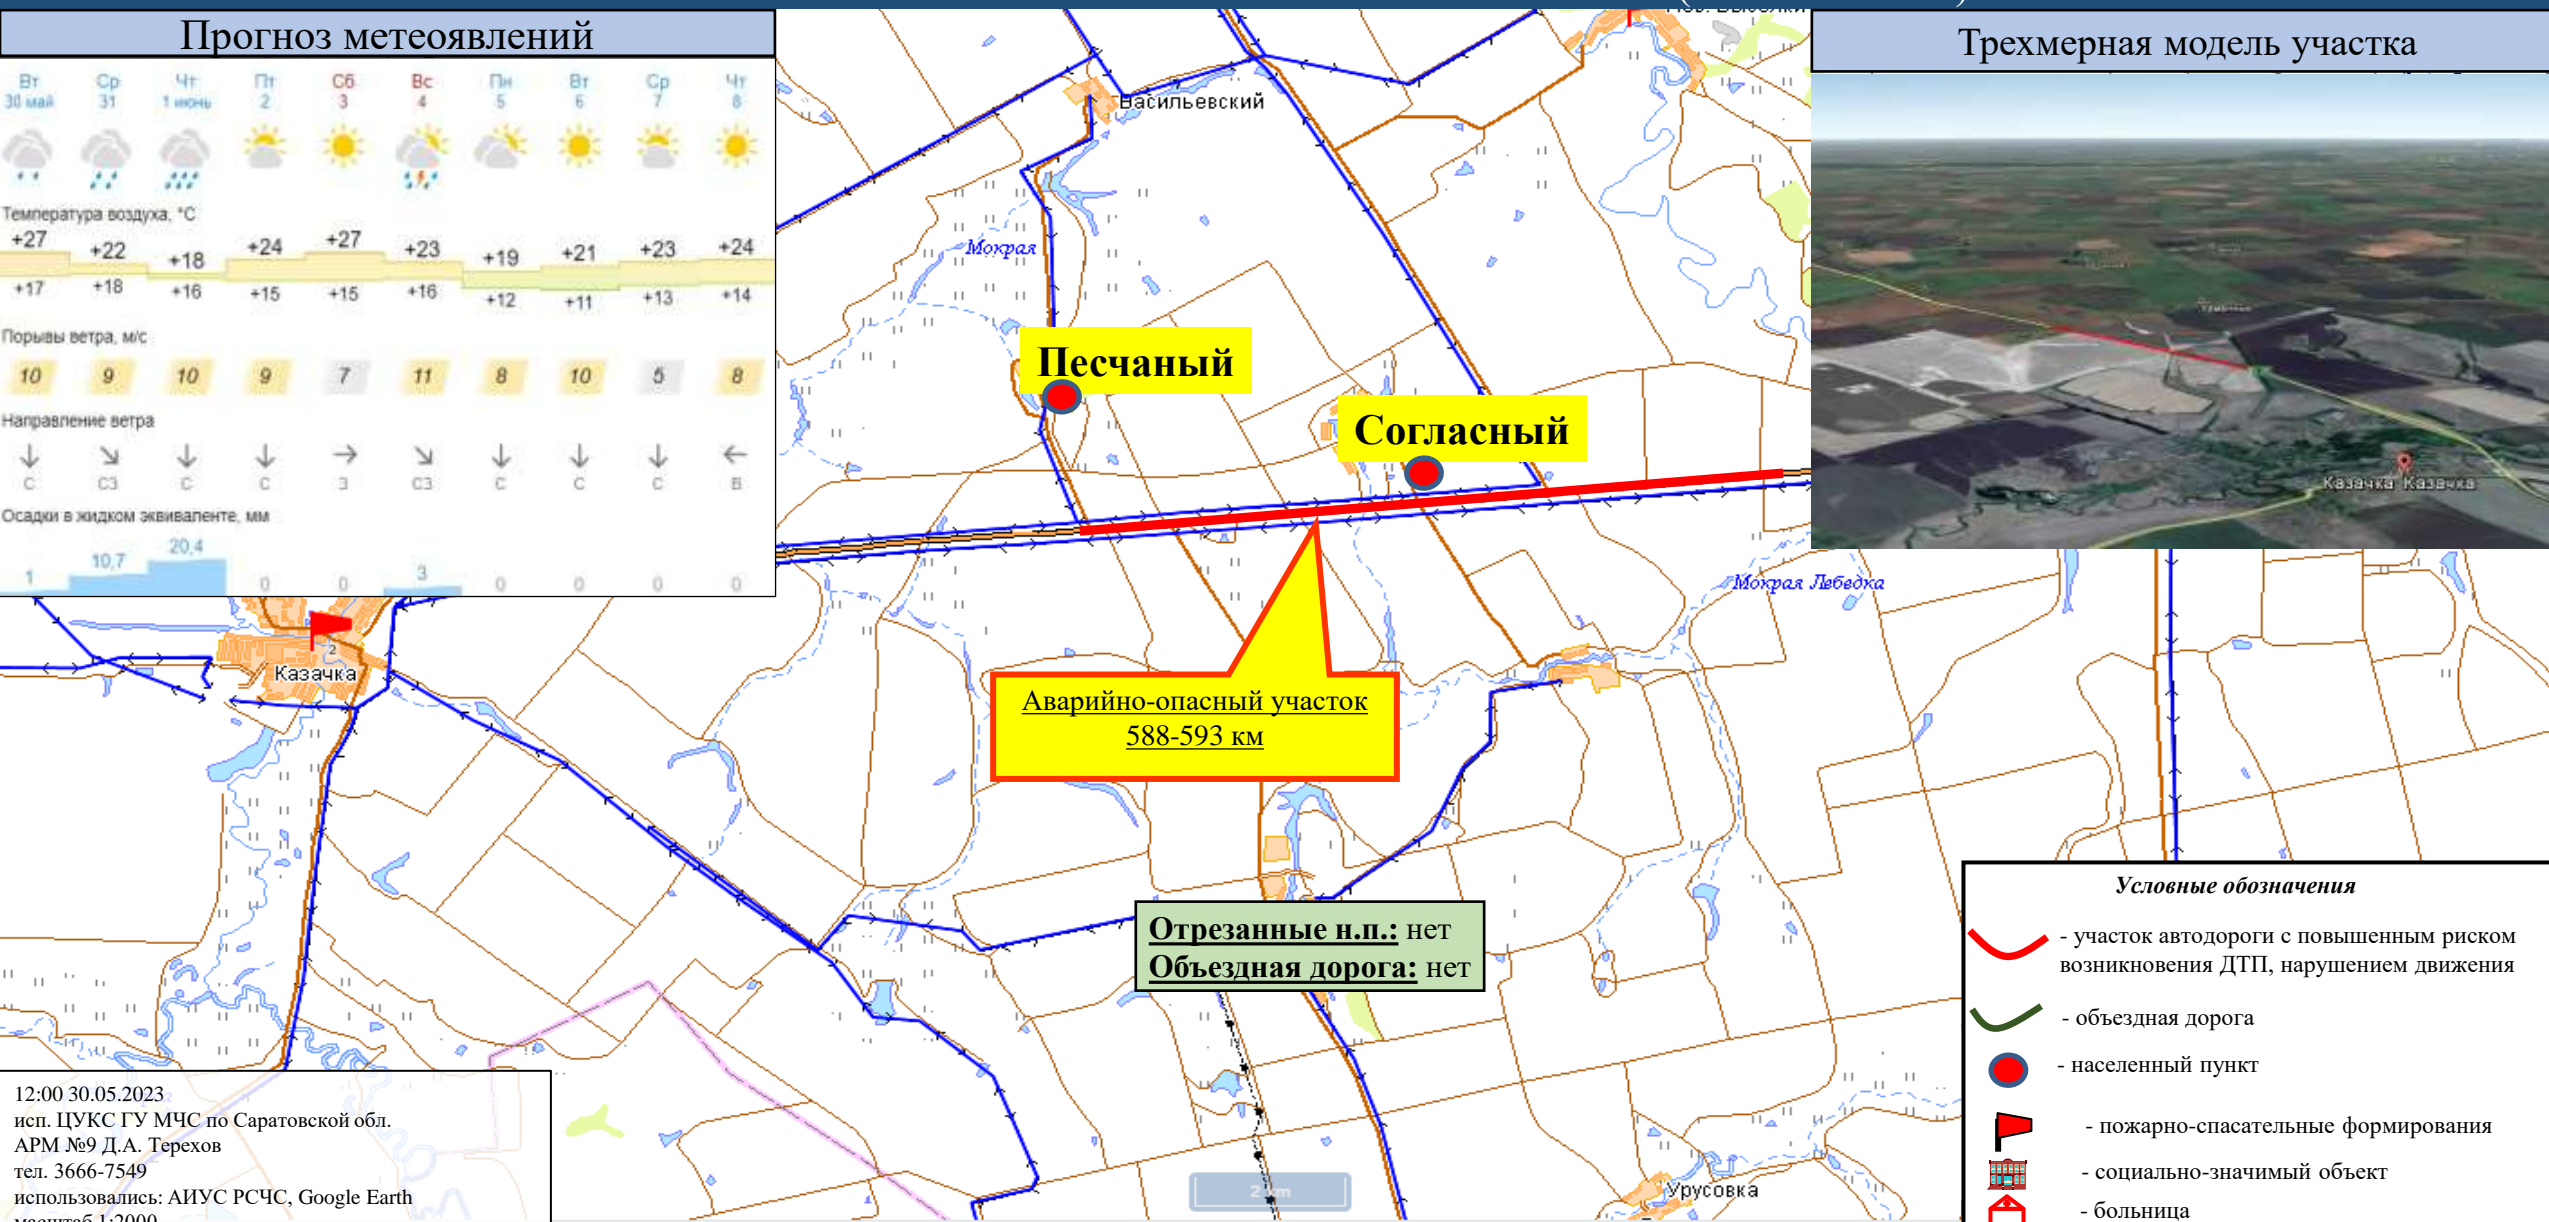 Прогноз метеоявлений
Вт Ср Чт Пт Сб Вс Пн Вт Ср Чт
30 май 31 1 июнь 2 3 4 5 6 7 8
Температура воздуха, °C
+27 +22 +18 +24 +27 +23 +19 +21 +23 +24
+17 +18 +16 +15 +15 +16 +12 +11 +13 +14
Порывы ветра, м/с
10 9 10 9 7 11 8 10 5 8
Направление ветра
С СЗ С С З СЗ С С С В
Осадки в жидком эквиваленте, мм
1 10,7 20,4 0 0 3 0 0 0 0
Васильевский
Мокрая
Песчаный
Согласный
Трехмерная модель участка
Казачка Казачка
Мокрая Лебедка
2
Казачка
Аварийно-опасный участок
588-593 км
Отрезанные н.п.: нет
Объездная дорога: нет
Урусовка
2 km
12:00 30.05.2023
исп. ЦУКС ГУ МЧС по Саратовской обл.
АРМ №9 Д.А. Терехов
тел. 3666-7549
использовались: АИУС РСЧС, Google Earth
масштаб 1:2000
Условные обозначения
- участок автодороги с повышенным риском
возникновения ДТП, нарушением движения
- объездная дорога
- населенный пункт
- пожарно-спасательные формирования
- социально-значимый объект
- больница